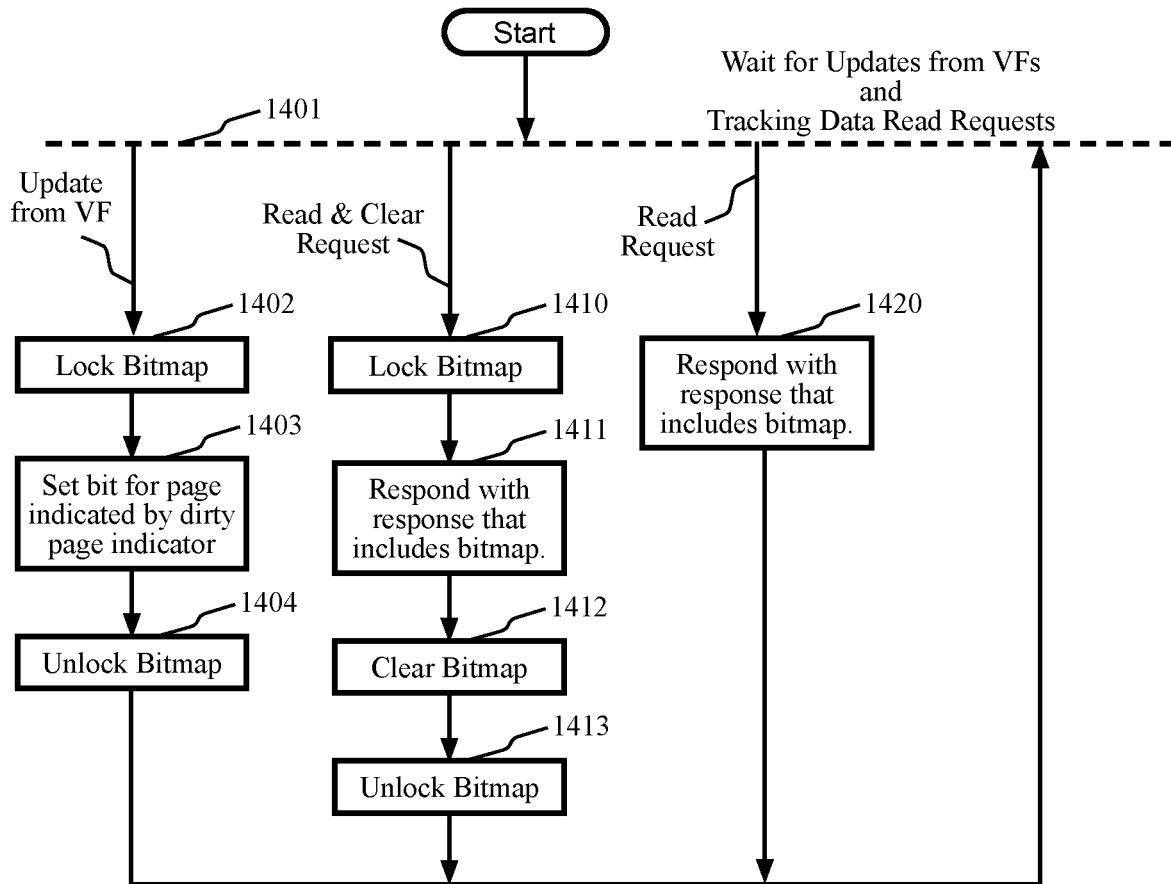 Start
Wait for Updates from VFs
and
Tracking Data Read Requests
1401
Update
from VF
Read & Clear
Request
Read
Request
1402
Lock Bitmap
1403
Set bit for page
indicated by dirty
page indicator
1404
Unlock Bitmap
1410
Lock Bitmap
1411
Respond with
response that
includes bitmap.
1412
Clear Bitmap
1413
Unlock Bitmap
1420
Respond with
response that
includes bitmap.